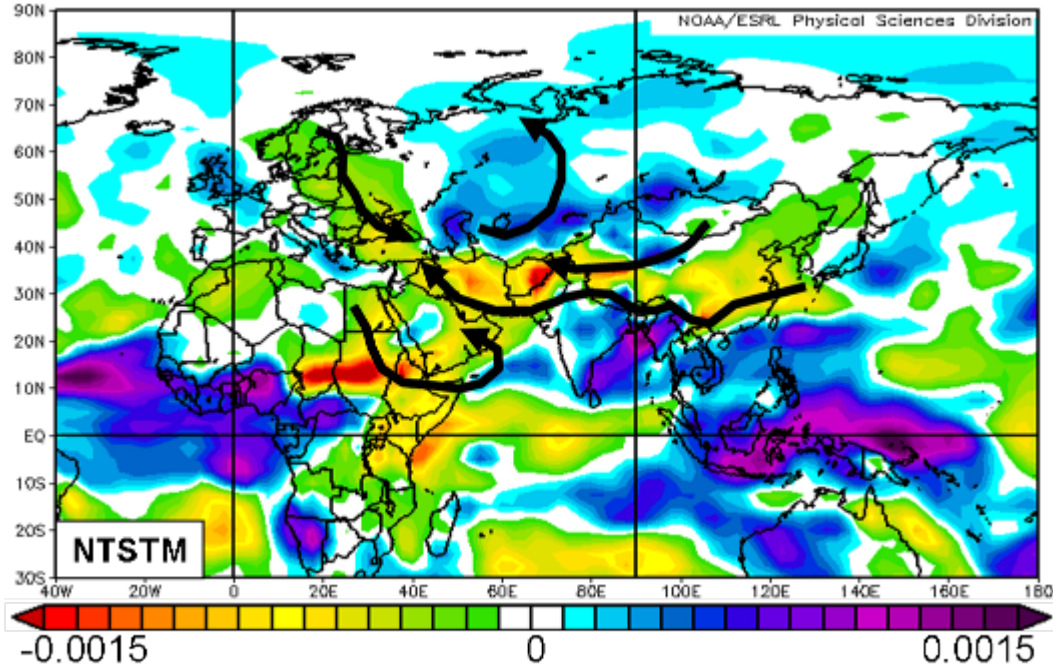 90N
NOAA/ESRL Physical Sciences Division
80N
70N
60N
50N
40N
30N
20N
10N
EQ
10S
20S
NTSTM
30S
40W 20W 0 20E 40E 60E 80E 100E 120E 140E 160E 180
-0.0015 0 0.0015